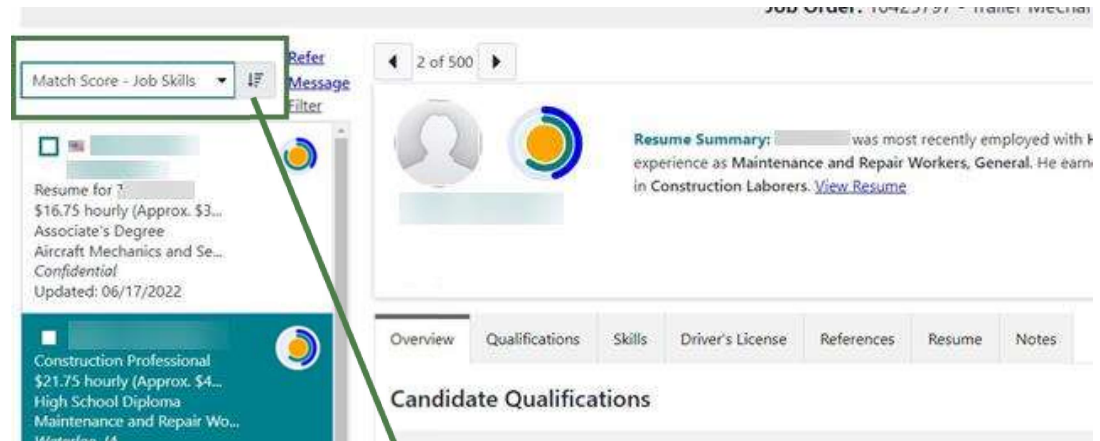 Job Order: 10425797 - Trailer Mechan
Match Score - Job Skills
Refer
Message
Filter
2 of 500
Resume for
$16.75 hourly (Approx. $3...
Associate's Degree
Aircraft Mechanics and Se...
Confidential
Updated: 06/17/2022
Construction Professional
$21.75 hourly (Approx. $4...
High School Diploma
Maintenance and Repair Wo...
Waterloo, IA
Resume Summary: was most recently employed with H
experience as Maintenance and Repair Workers, General. He earne
in Construction Laborers. View Resume
Overview Qualifications Skills Driver's License References Resume Notes
Candidate Qualifications